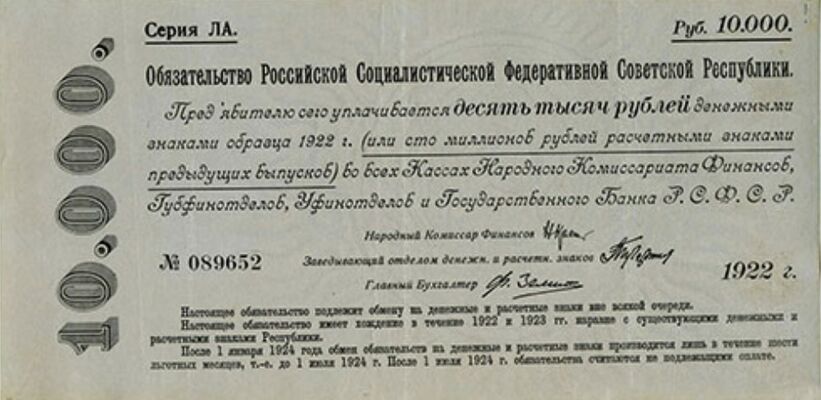 Серия ЛА.
Руб. 10.000.
Обязательство Российской Социалистической Федеративной Советской Республики.
Пред'явителю сего уплачивается десять тысяч рублей денежными
знаками образца 1922 г. (или сто миллионов рублей расчетными знаками
предыдущих выпусков) во всех Кассах Народного Комиссариата Финансов,
Губфинотделов, Уфинотделов и Государственного Банка Р. С. Ф. С. Р.
Народный Комиссар Финансов
№ 089652
Заведывающий отделом денежн. и расчетн. знаков
1922 г.
Главный Бухгалтер
Настоящее обязательство подлежит обмену на денежные и расчетные знаки вне всякой очереди.
Настоящее обязательство имеет хождение в течение 1922 и 1923 гг. наравне с существующими денежными и
расчетными знаками Республики.
После 1 января 1924 года обмен обязательств на денежные и расчетные знаки производится лишь в течение шести
льготных месяцев, т.-е. до 1 июля 1924 г. После 1 июля 1924 г. обязательства считаются не подлежащими оплате.
10.000.